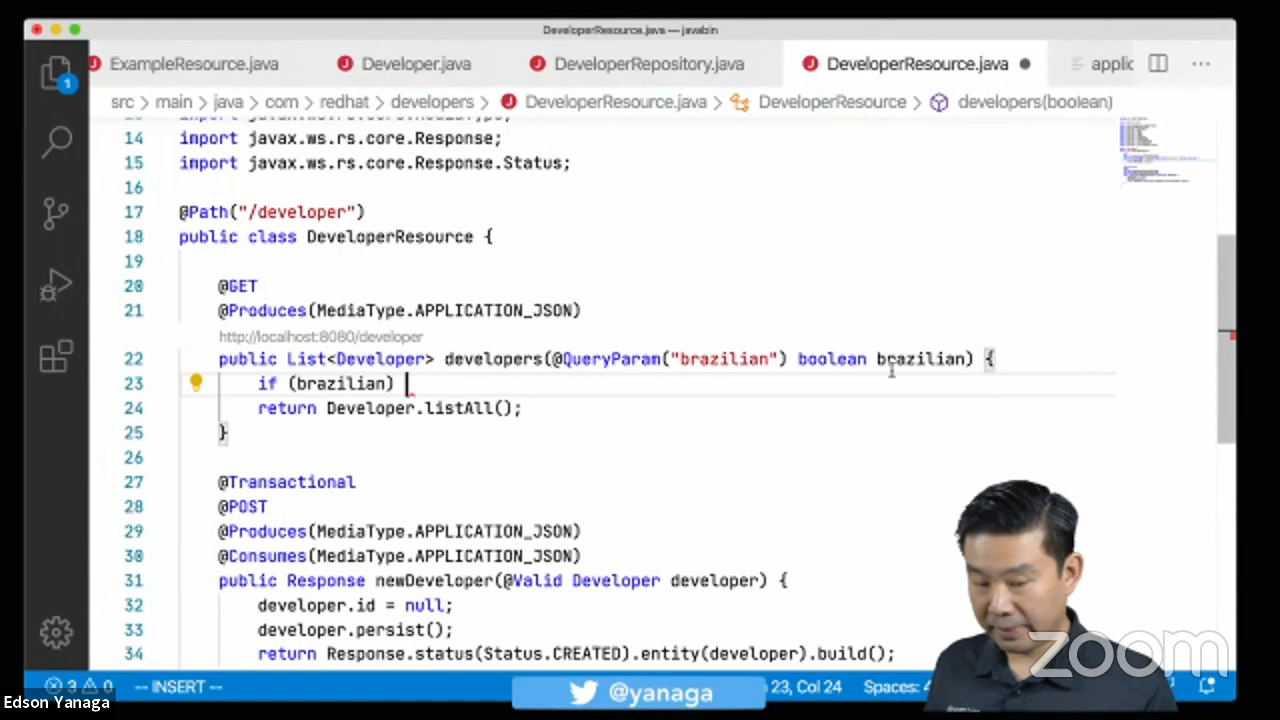 DeveloperResource.java — javabin
1
ExampleResource.java
Developer.java
DeveloperRepository.java
DeveloperResource.java
applic
src > main > java > com > redhat > developers > DeveloperResource.java > DeveloperResource > developers(boolean)
14 import javax.ws.rs.core.Response;
15 import javax.ws.rs.core.Response.Status;
16
17 @Path("/developer")
18 public class DeveloperResource {
19
20 @GET
21 @Produces(MediaType.APPLICATION_JSON)
http://localhost:8080/developer
22 public List<Developer> developers(@QueryParam("brazilian") boolean brazilian) {
23 if (brazilian)
24 return Developer.listAll();
25 }
26
27 @Transactional
28 @POST
29 @Produces(MediaType.APPLICATION_JSON)
30 @Consumes(MediaType.APPLICATION_JSON)
31 public Response newDeveloper(@Valid Developer developer) {
32 developer.id = null;
33 developer.persist();
34 return Response.status(Status.CREATED).entity(developer).build();
zoom
3 0 -- INSERT -- @yanaga 23, Col 24 Spaces:
Edson Yanaga